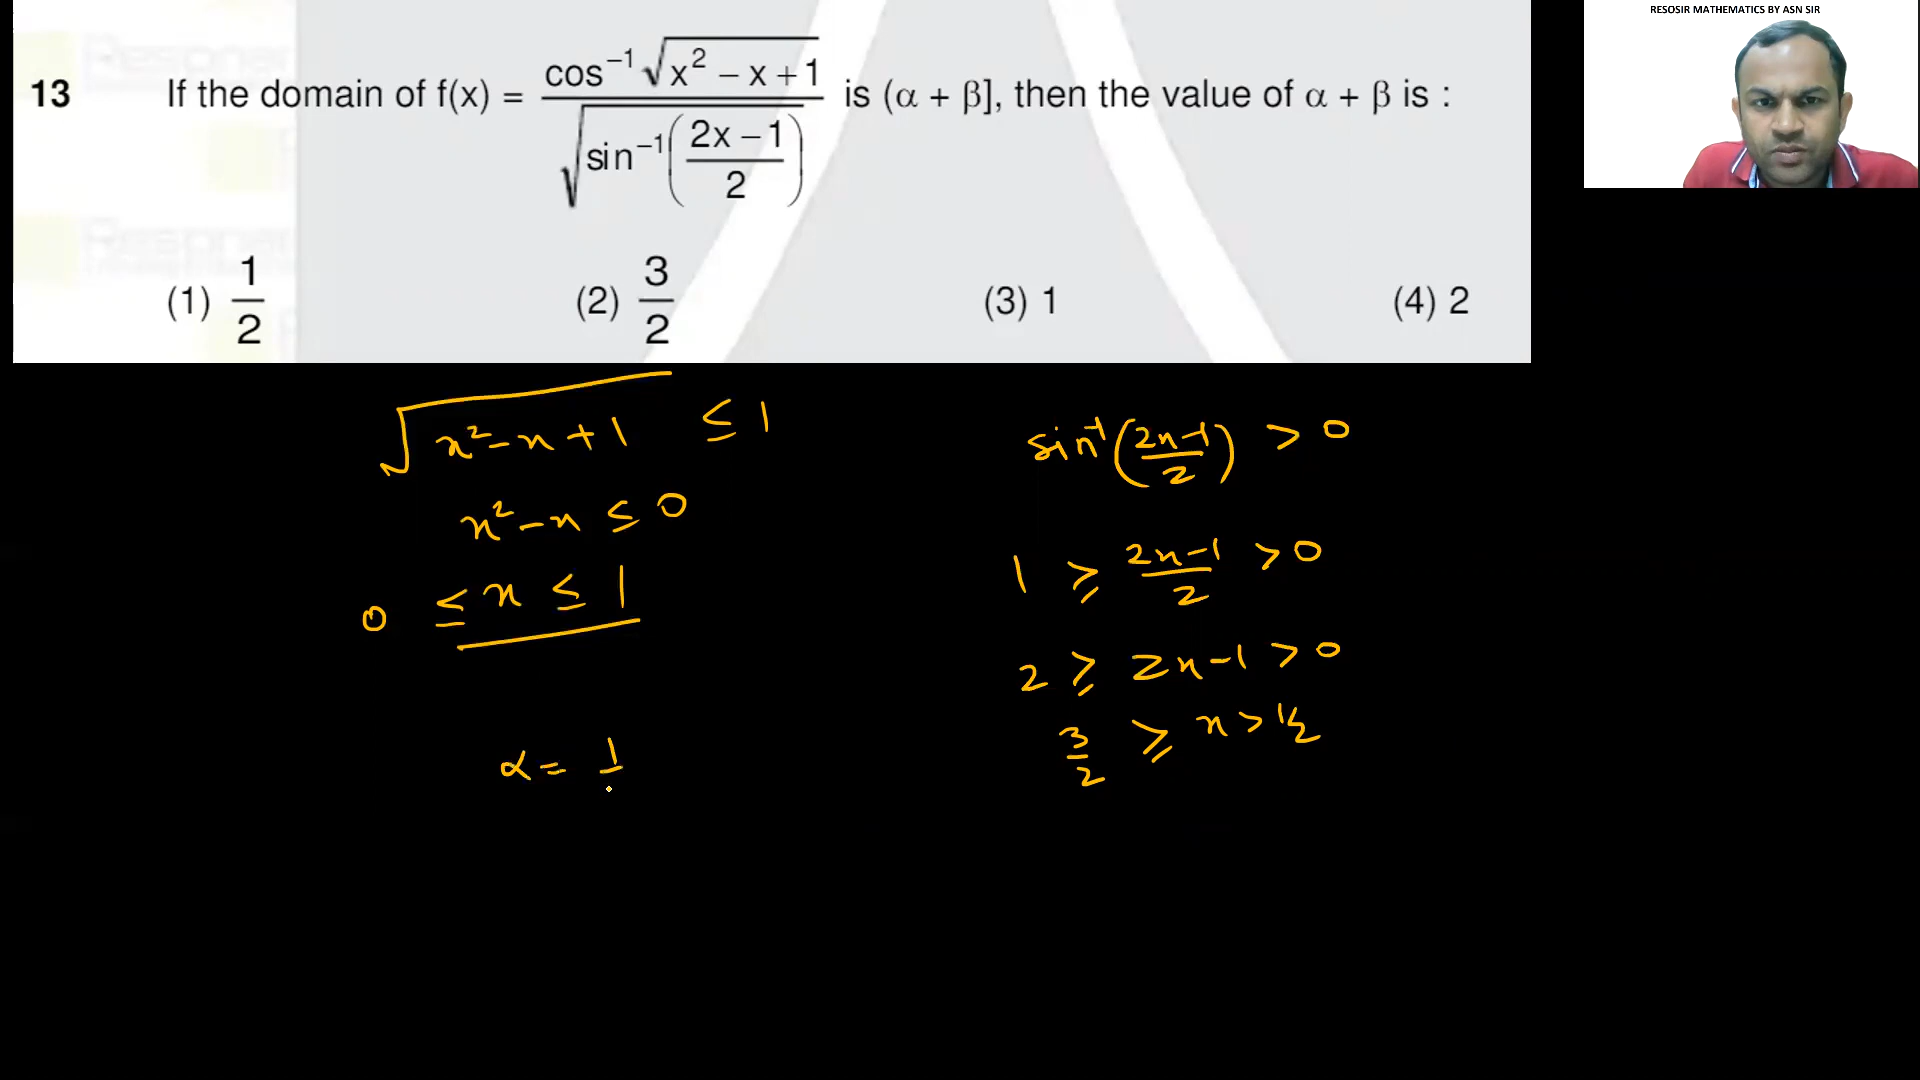 RESOSIR MATHEMATICS BY ASN SIR
13 If the domain of f(x) = cos⁻¹√(x² – x + 1) / √(sin⁻¹((2x – 1)/2)) is (α + β], then the value of α + β is :
(1) 1/2 (2) 3/2 (3) 1 (4) 2
√(x² – x + 1) ≤ 1
x² – x ≤ 0
0 ≤ x ≤ 1
α = 1
sin⁻¹((2x–1)/2) > 0
1 ≥ (2x–1)/2 > 0
2 ≥ 2x–1 > 0
3/2 ≥ x > 1/2